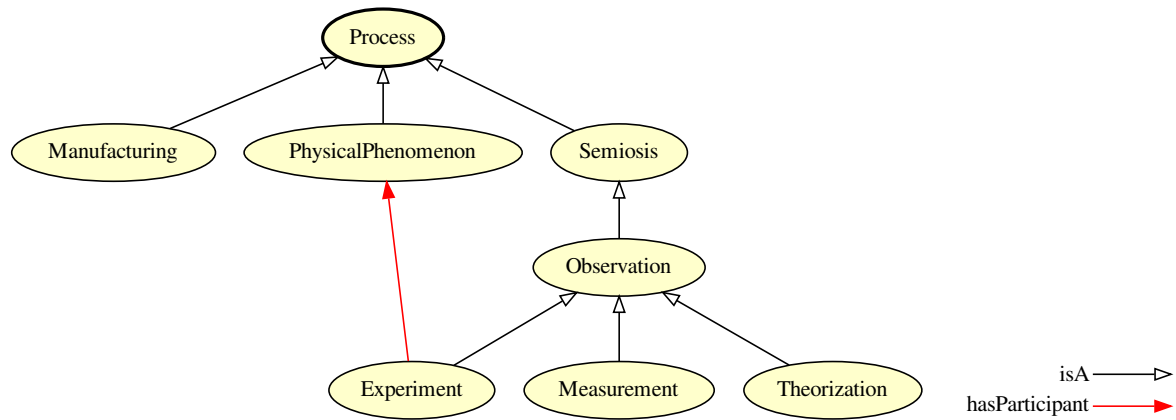 Process
Manufacturing
PhysicalPhenomenon
Semiosis
Observation
Experiment
Measurement
Theorization
isA
hasParticipant